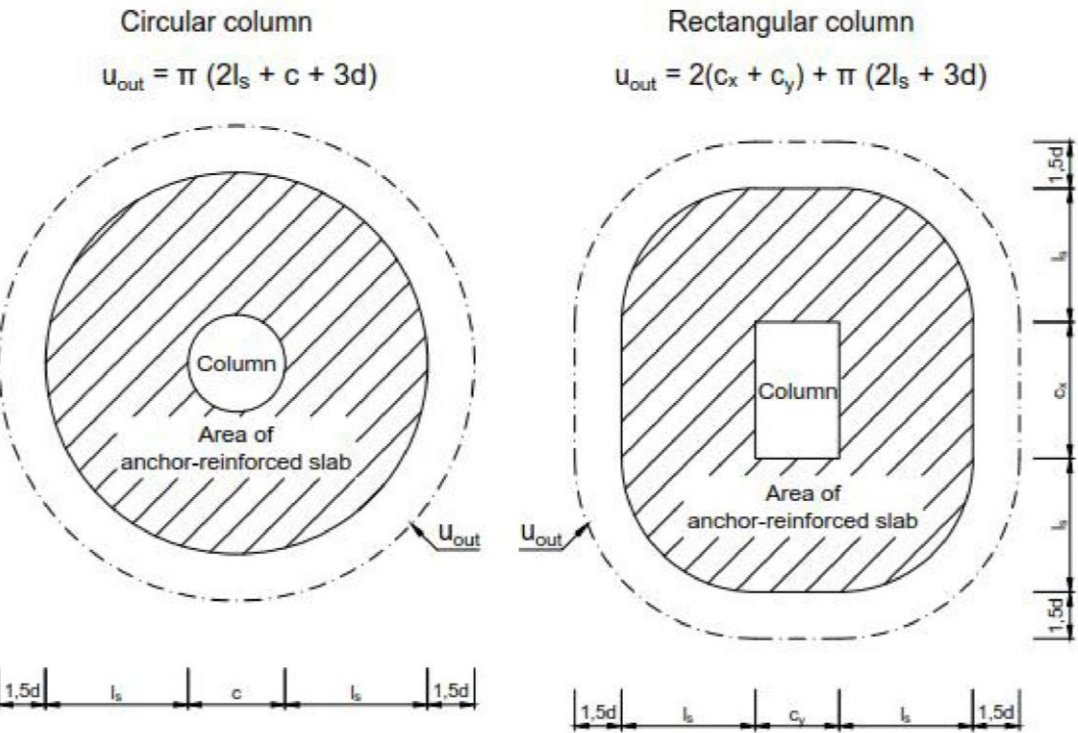 Circular column
u_out = π (2l_s + c + 3d)
Column
Area of
anchor-reinforced slab
u_out
1,5d
l_s
c
l_s
1,5d
Rectangular column
u_out = 2(c_x + c_y) + π (2l_s + 3d)
Column
Area of
anchor-reinforced slab
u_out
1,5d
l_s
c_x
l_s
1,5d
1,5d
l_s
c_y
l_s
1,5d